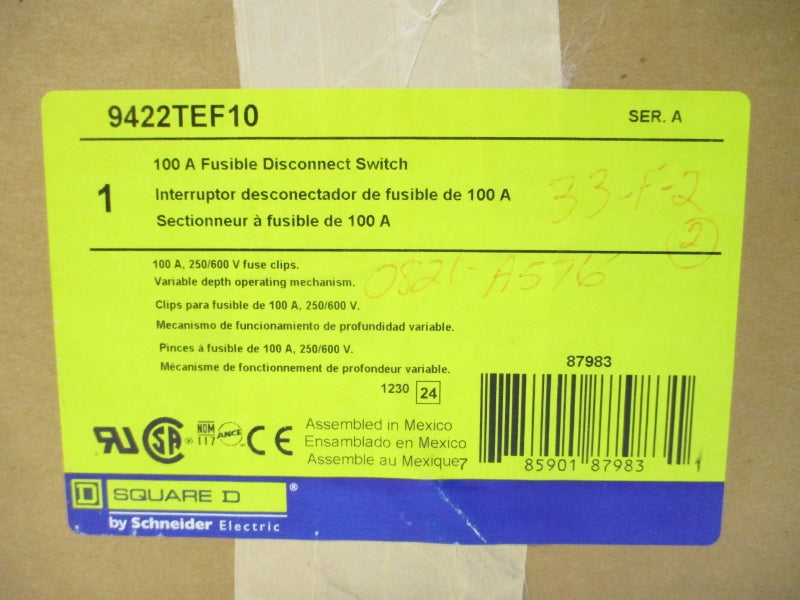 9422TEF10
SER. A
100 A Fusible Disconnect Switch
1
Interruptor desconectador de fusible de 100 A
Sectionneur à fusible de 100 A
33-F-2
2
100 A, 250/600 V fuse clips.
Variable depth operating mechanism.
0821-A576
Clips para fusible de 100 A, 250/600 V.
Mecanismo de funcionamiento de profundidad variable.
Pinces à fusible de 100 A, 250/600 V.
Mécanisme de fonctionnement de profondeur variable.
1230 24
87983
RU SA ® NOM 117 ANCE CE
Assembled in Mexico
Ensamblado en Mexico
Assemble au Mexique
7 85901 87983 1
D SQUARE D ®
by Schneider Electric